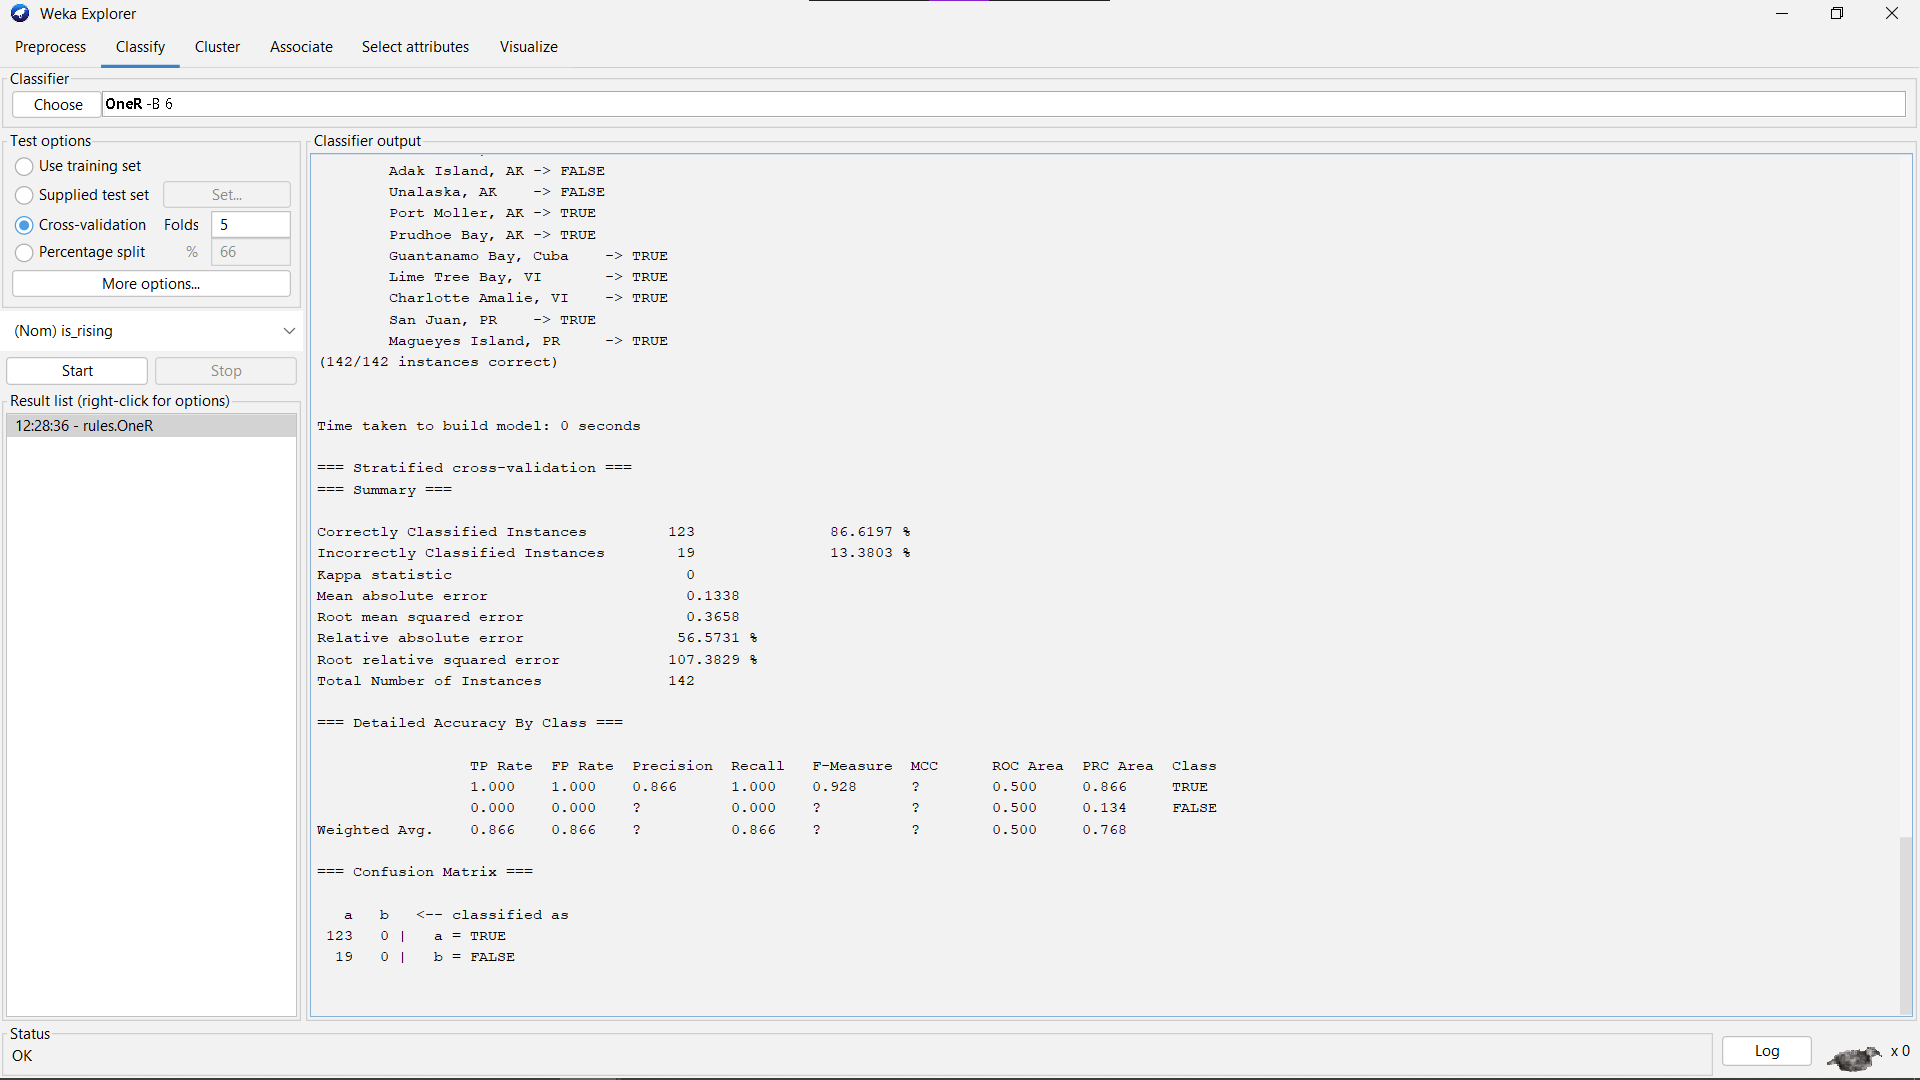 Weka Explorer
Preprocess Classify Cluster Associate Select attributes Visualize
Classifier
Choose OneR -B 6
Test options
Use training set
Supplied test set Set...
Cross-validation Folds 5
Percentage split % 66
More options...
(Nom) is_rising
Start Stop
Result list (right-click for options)
12:28:36 - rules.OneR
Classifier output
Adak Island, AK -> FALSE
Unalaska, AK -> FALSE
Port Moller, AK -> TRUE
Prudhoe Bay, AK -> TRUE
Guantanamo Bay, Cuba -> TRUE
Lime Tree Bay, VI -> TRUE
Charlotte Amalie, VI -> TRUE
San Juan, PR -> TRUE
Magueyes Island, PR -> TRUE
(142/142 instances correct)
Time taken to build model: 0 seconds
=== Stratified cross-validation ===
=== Summary ===
Correctly Classified Instances 123 86.6197 %
Incorrectly Classified Instances 19 13.3803 %
Kappa statistic 0
Mean absolute error 0.1338
Root mean squared error 0.3658
Relative absolute error 56.5731 %
Root relative squared error 107.3829 %
Total Number of Instances 142
=== Detailed Accuracy By Class ===
TP Rate FP Rate Precision Recall F-Measure MCC ROC Area PRC Area Class
1.000 1.000 0.866 1.000 0.928 ? 0.500 0.866 TRUE
0.000 0.000 ? 0.000 ? ? 0.500 0.134 FALSE
Weighted Avg. 0.866 0.866 ? 0.866 ? ? 0.500 0.768
=== Confusion Matrix ===
a b <-- classified as
123 0 | a = TRUE
19 0 | b = FALSE
Status
OK
Log x 0